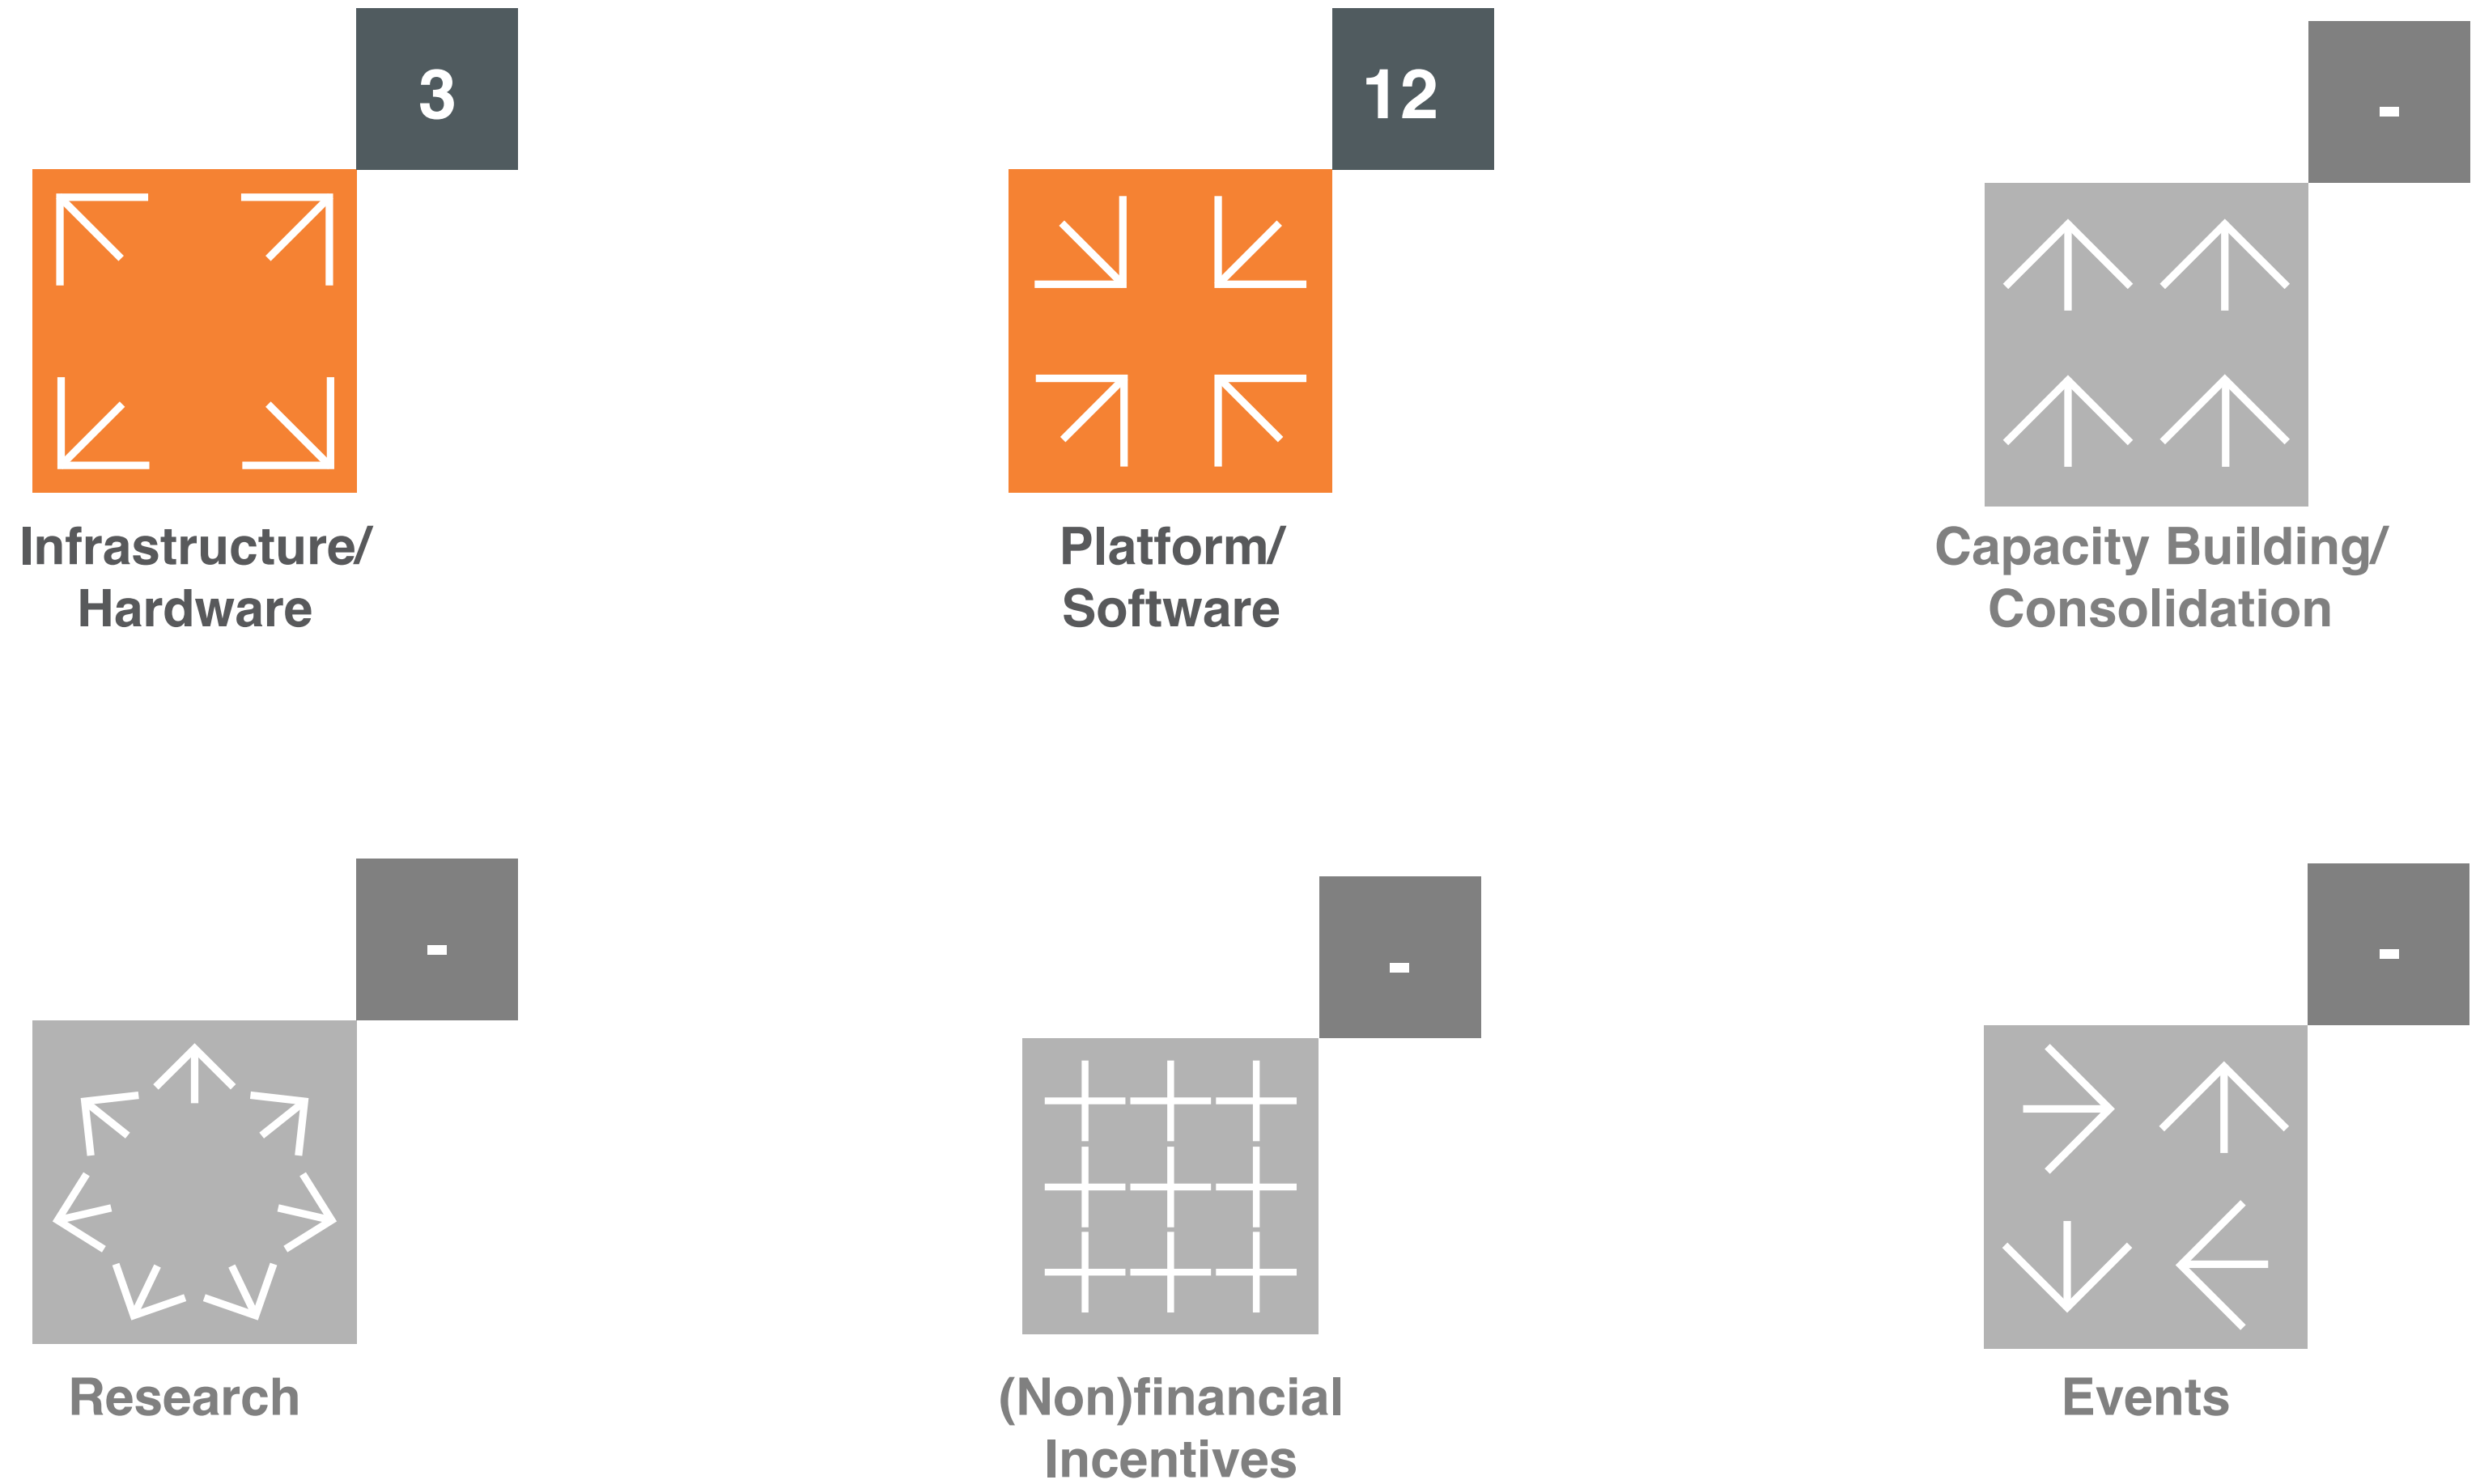 3
Infrastructure/
Hardware
12
Platform/
Software
-
Capacity Building/
Consolidation
-
Research
-
(Non)financial
Incentives
-
Events